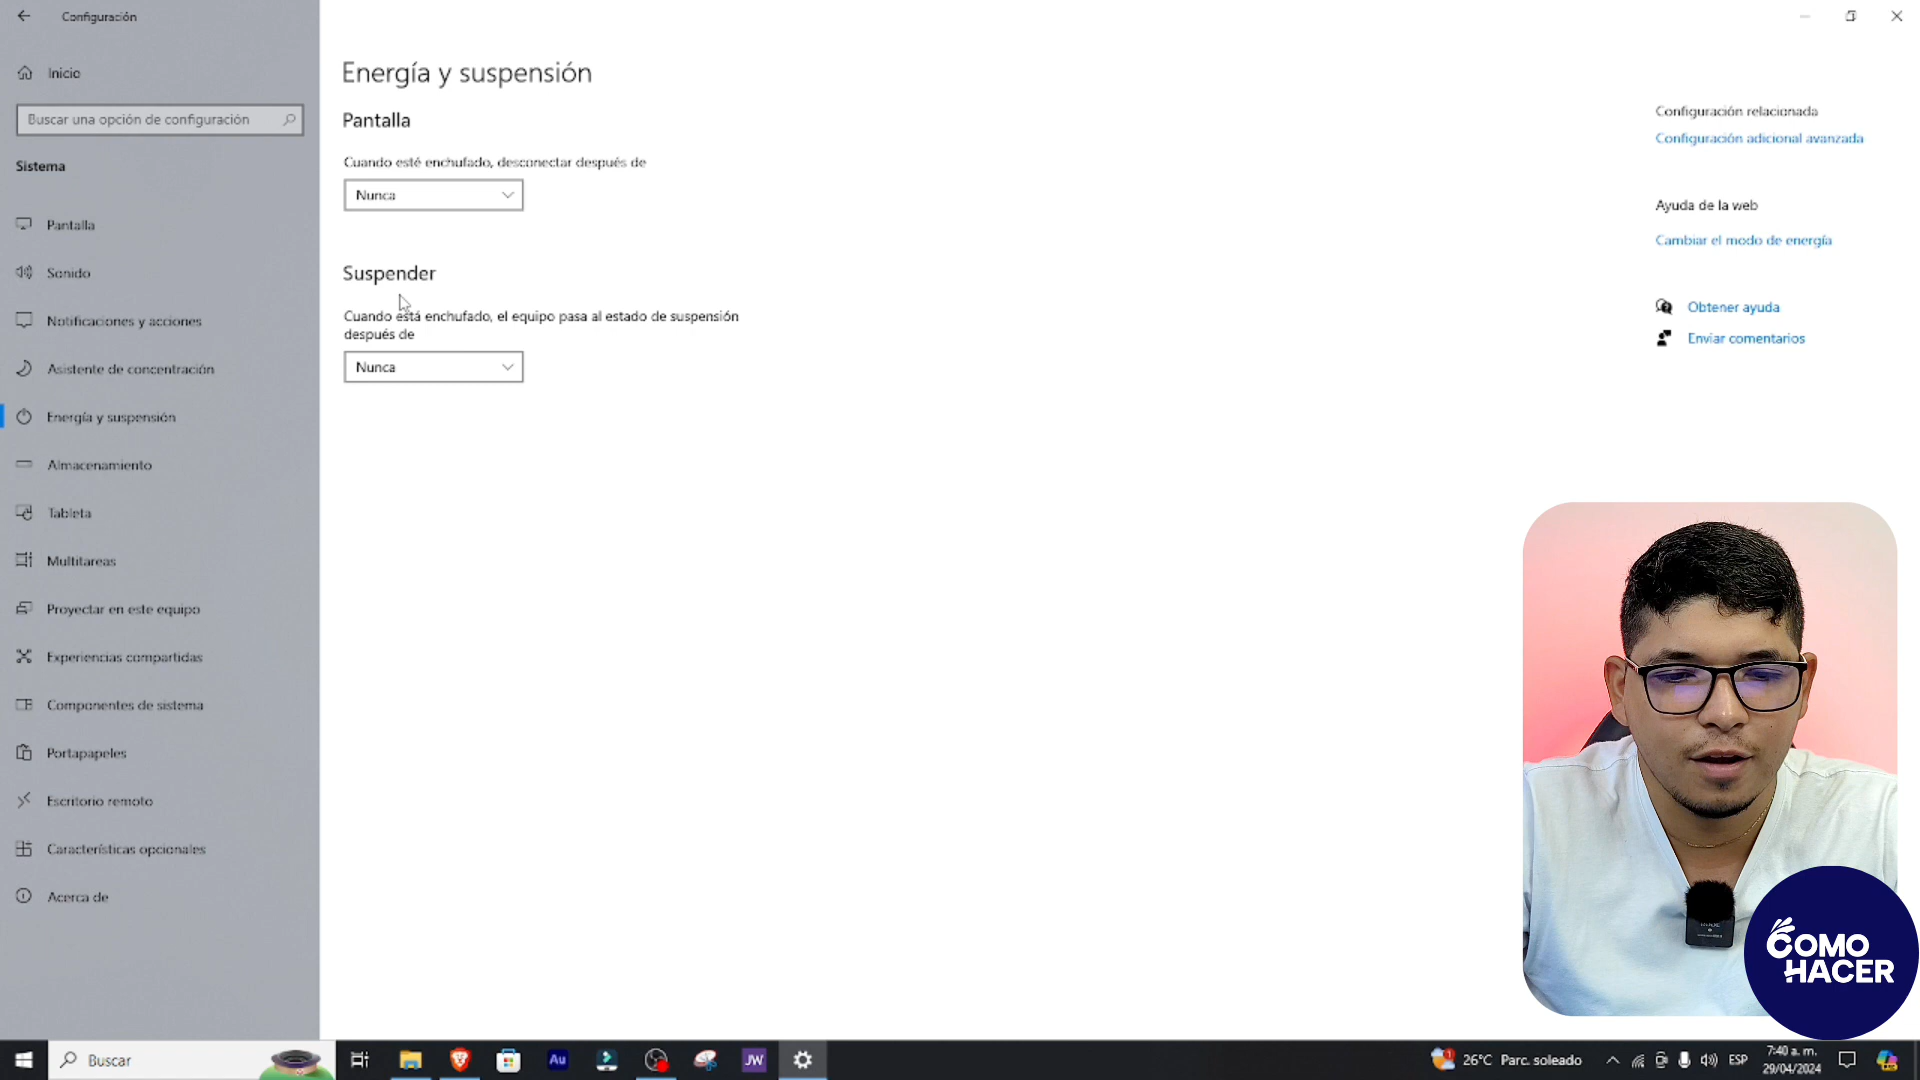 Configuración
Inicio
Buscar una opción de configuración
Sistema
Pantalla
Sonido
Notificaciones y acciones
Asistente de concentración
Energía y suspensión
Almacenamiento
Tableta
Multitareas
Proyectar en este equipo
Experiencias compartidas
Componentes de sistema
Portapapeles
Escritorio remoto
Características opcionales
Acerca de
Energía y suspensión
Pantalla
Cuando esté enchufado, desconectar después de
Nunca
Suspender
Cuando está enchufado, el equipo pasa al estado de suspensión
después de
Nunca
Configuración relacionada
Configuración adicional avanzada
Ayuda de la web
Cambiar el modo de energía
Obtener ayuda
Enviar comentarios
COMO
HACER
Buscar
Au
JW
26°C Parc. soleado
ESP
7:40 a. m.
29/04/2024